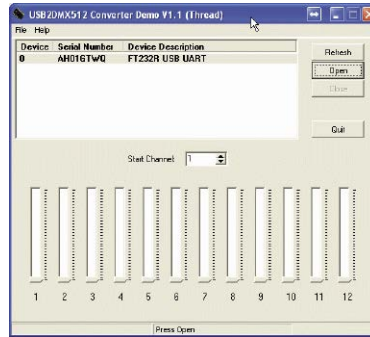 USB2DMX512 Converter Demo V1.1 (Thread)
File Help
Device Serial Number Device Description
0 AH01GTWQ FT232R USB UART
Refresh
Open
Close
Quit
Start Channel: 1
1 2 3 4 5 6 7 8 9 10 11 12
Press Open